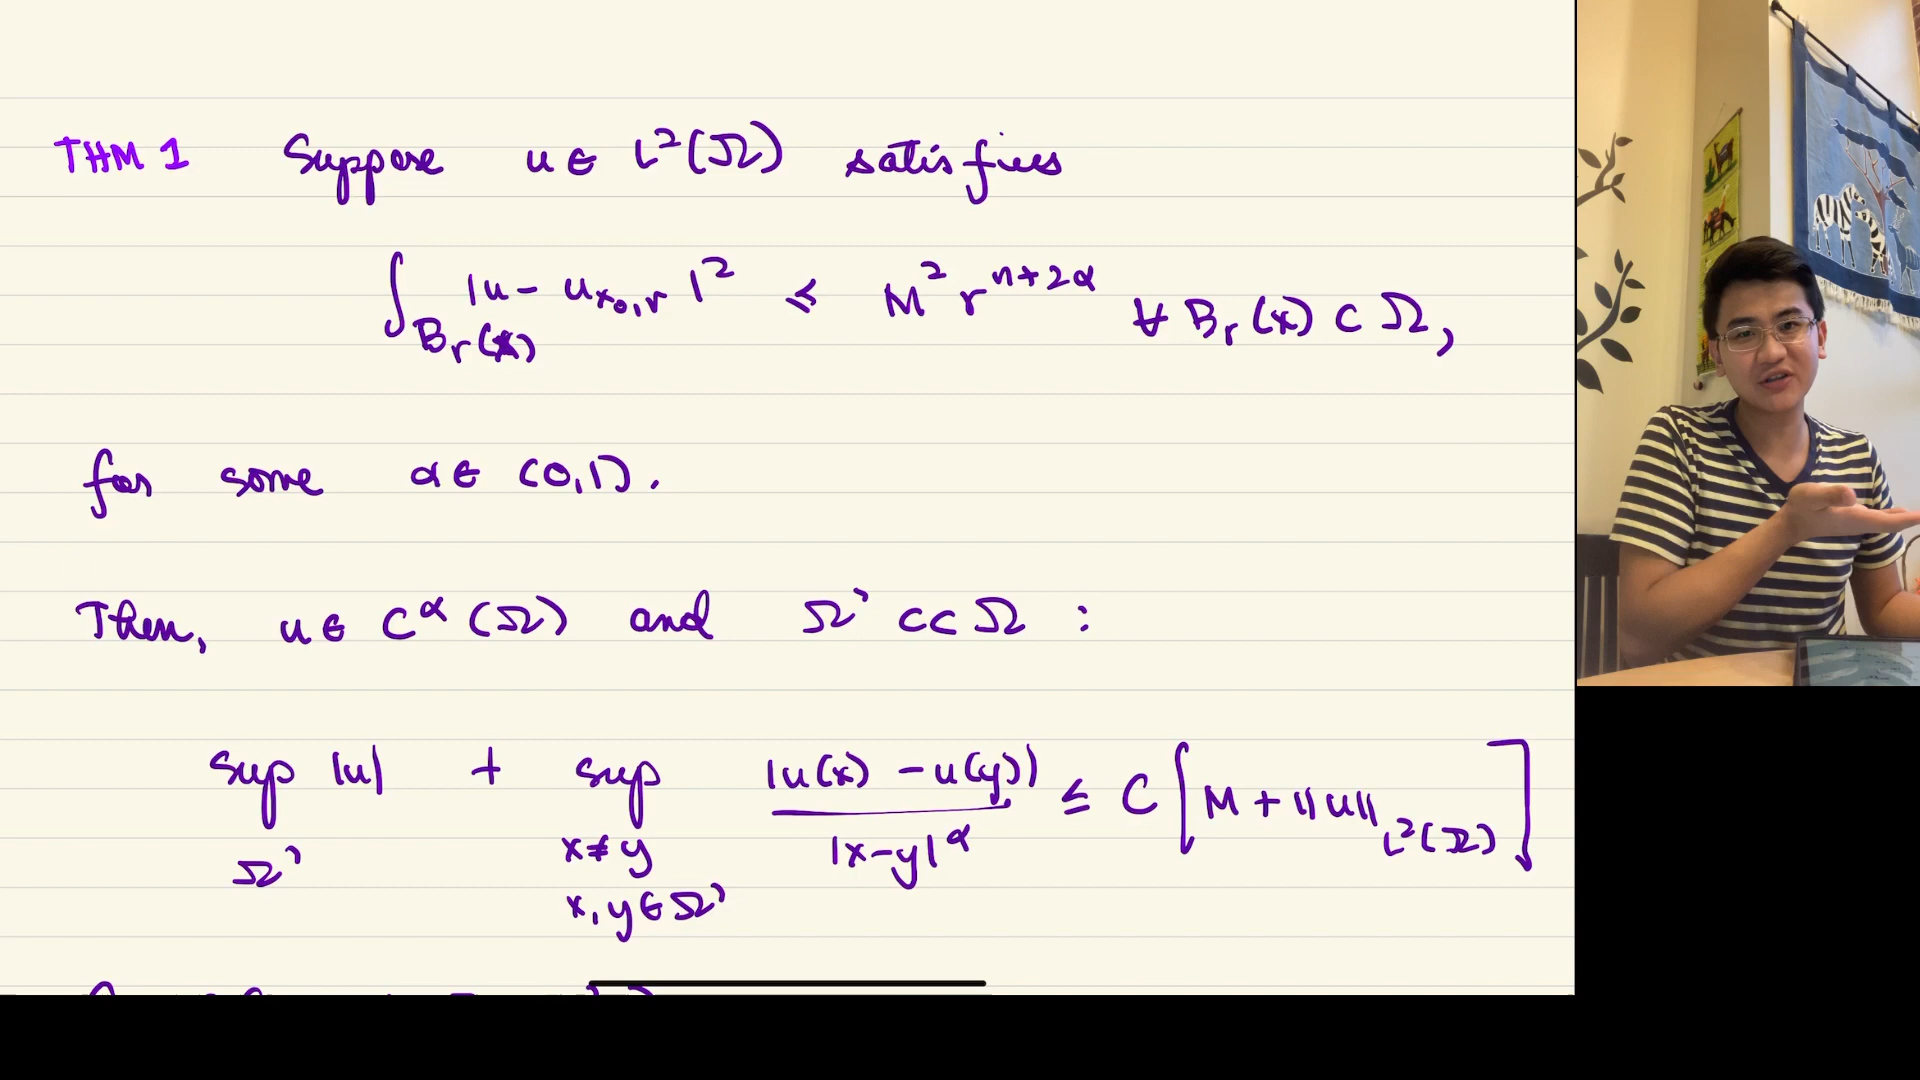 THM 1 Suppose u ∈ L²(Ω) satisfies
∫_{B_r(x)} |u - u_{x₀,r}|² ≤ M² r^{n+2α} ∀ B_r(x) ⊂ Ω,
for some α ∈ (0,1).
Then, u ∈ C^α(Ω) and Ω' ⊂⊂ Ω :
sup_{Ω'} |u| + sup_{x≠y x,y∈Ω'} |u(x) - u(y)| / |x-y|^α ≤ C [M + ||u||_{L²(Ω)}]